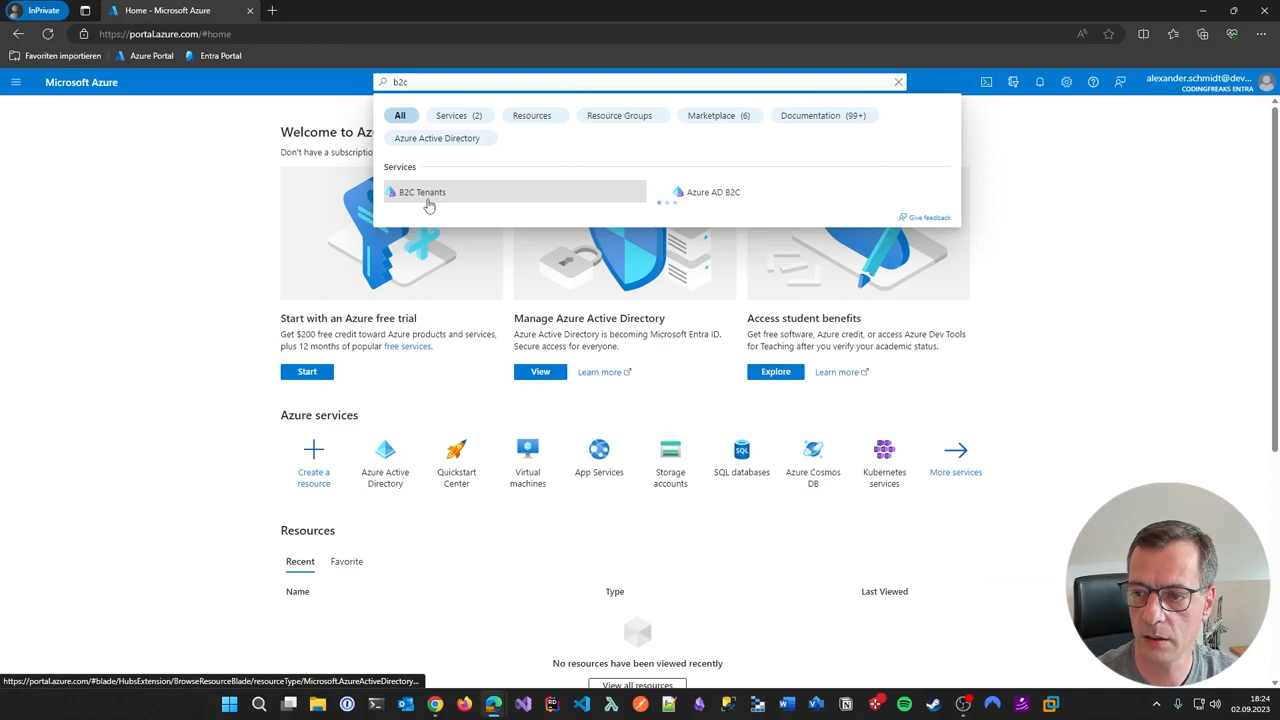 InPrivate
Home - Microsoft Azure
https://portal.azure.com/#home
Favoriten importieren
Azure Portal
Entra Portal
Microsoft Azure
b2c
alexander.schmidt@dev...
CODINGFREAKS ENTRA
All
Services (2)
Resources
Resource Groups
Marketplace (6)
Documentation (99+)
Azure Active Directory
Services
B2C Tenants
Azure AD B2C
Give feedback
Welcome to Az
Don't have a subscriptio
Start with an Azure free trial
Get $200 free credit toward Azure products and services,
plus 12 months of popular free services.
Start
Manage Azure Active Directory
Azure Active Directory is becoming Microsoft Entra ID.
Secure access for everyone.
View
Learn more
Access student benefits
Get free software, Azure credit, or access Azure Dev Tools
for Teaching after you verify your academic status.
Explore
Learn more
Azure services
Create a
resource
Azure Active
Directory
Quickstart
Center
Virtual
machines
App Services
Storage
accounts
SQL databases
Azure Cosmos
DB
Kubernetes
services
More services
Resources
Recent
Favorite
Name
Type
Last Viewed
No resources have been viewed recently
View all resources
https://portal.azure.com/#blade/HubsExtension/BrowseResourceBlade/resourceType/Microsoft.AzureActiveDirectory...
18:24
02.09.2023